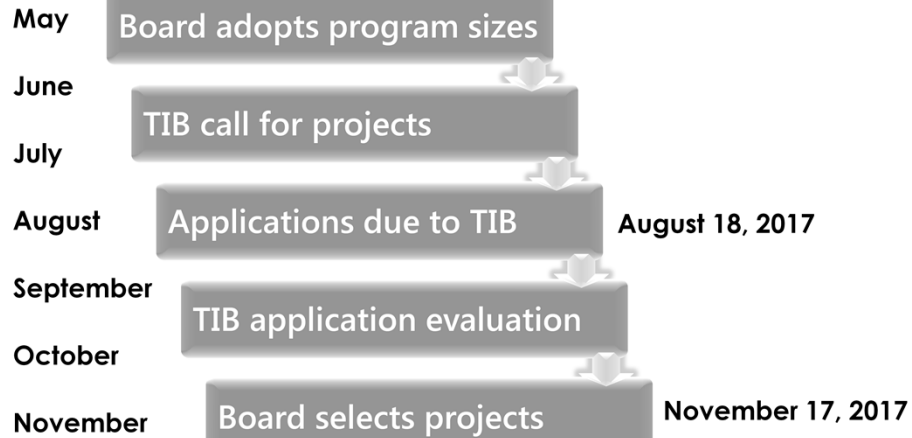 May
Board adopts program sizes
June
TIB call for projects
July
August
Applications due to TIB
August 18, 2017
September
TIB application evaluation
October
November
Board selects projects
November 17, 2017